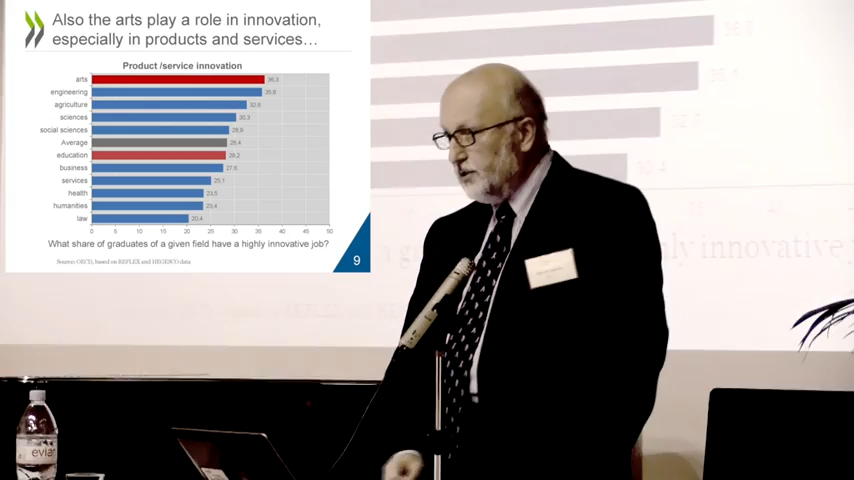 Also the arts play a role in innovation,
especially in products and services…
Product /service innovation
arts 36,3
engineering 35,8
agriculture 32,6
sciences 30,3
social sciences 28,9
Average 28,4
education 28,2
business 27,6
services 25,1
health 23,5
humanities 23,4
law 20,4
0 5 10 15 20 25 30 35 40 45 50
What share of graduates of a given field have a highly innovative job?
Source: OECD, based on REFLEX and HEGESCO data
9
highly innovative
evian